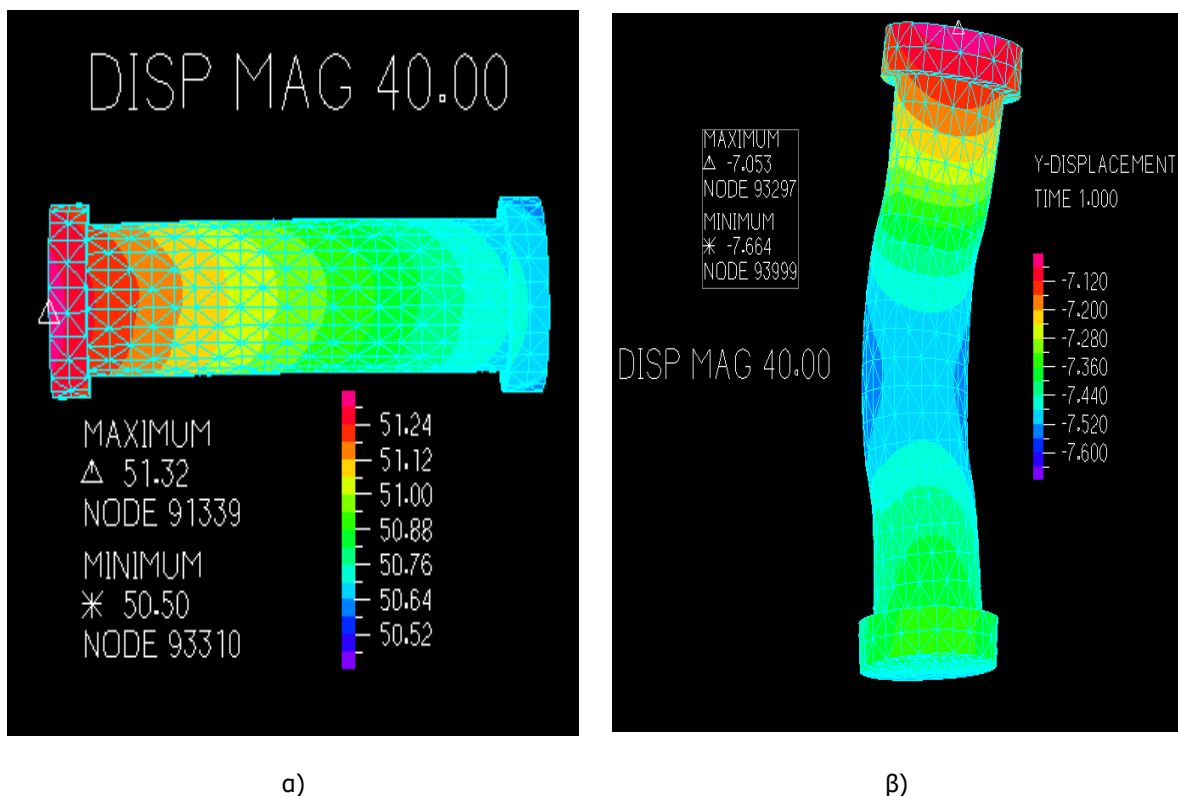 DISP MAG 40.00
MAXIMUM
△ 51.32
NODE 91339
MINIMUM
* 50.50
NODE 93310
51.24
51.12
51.00
50.88
50.76
50.64
50.52
α)
MAXIMUM
△ -7.053
NODE 93297
MINIMUM
* -7.664
NODE 93999
DISP MAG 40.00
Y-DISPLACEMENT
TIME 1.000
-7.120
-7.200
-7.280
-7.360
-7.440
-7.520
-7.600
β)